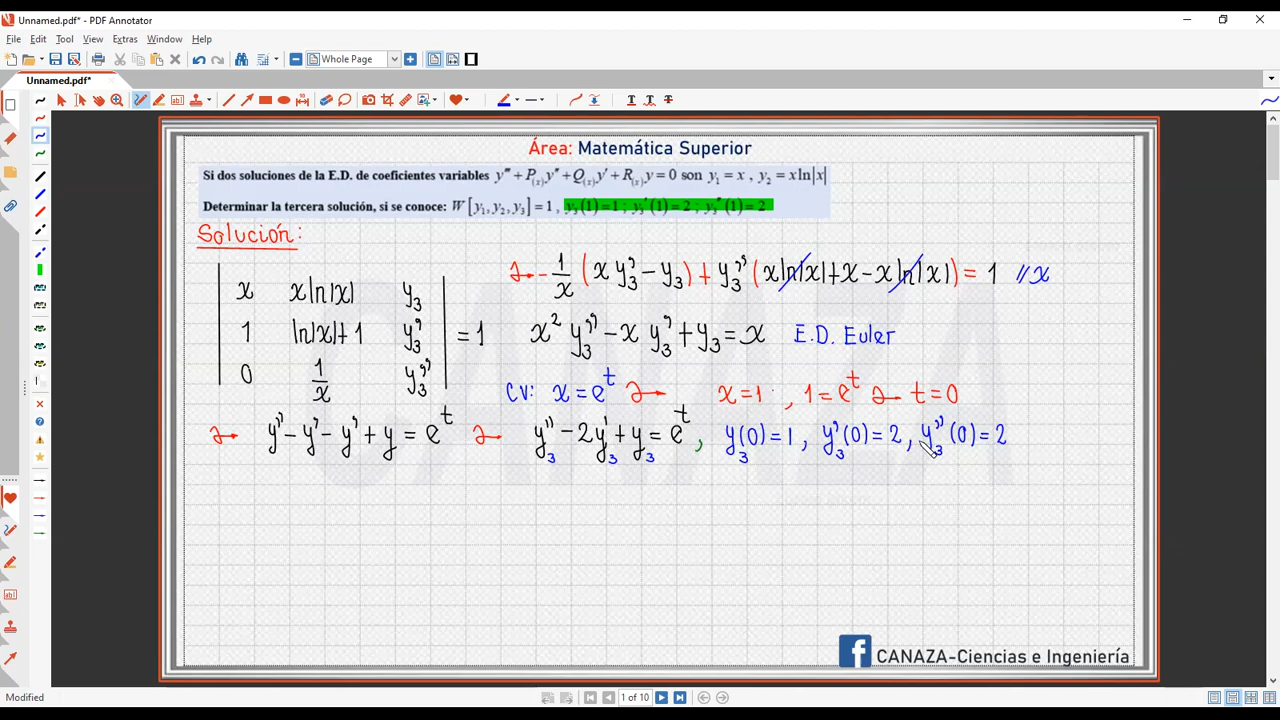 Unnamed.pdf* - PDF Annotator
File Edit Tool View Extras Window Help
Whole Page
Unnamed.pdf*
Área: Matemática Superior
Si dos soluciones de la E.D. de coeficientes variables y''' + P(x)y'' + Q(x)y' + R(x)y = 0 son y₁ = x , y₂ = x ln|x|
Determinar la tercera solución, si se conoce: W[y₁, y₂, y₃] = 1 , y₃(1) = 1 ; y₃'(1) = 2 ; y₃''(1) = 2
Solución:
| x x ln|x| y₃ |
| 1 ln|x|+1 y₃' | = 1
| 0 1/x y₃'' |
- 1/x (x y₃' - y₃) + y₃'' (x ln|x| + x - x ln|x|) = 1 //x
x² y₃'' - x y₃' + y₃ = x E.D. Euler
CV: x = e^t x = 1 , 1 = e^t t = 0
y'' - y' - y' + y = e^t y₃'' - 2y₃' + y₃ = e^t , y₃(0) = 1 , y₃'(0) = 2 , y₃''(0) = 2
f CANAZA-Ciencias e Ingeniería
Modified
1 of 10